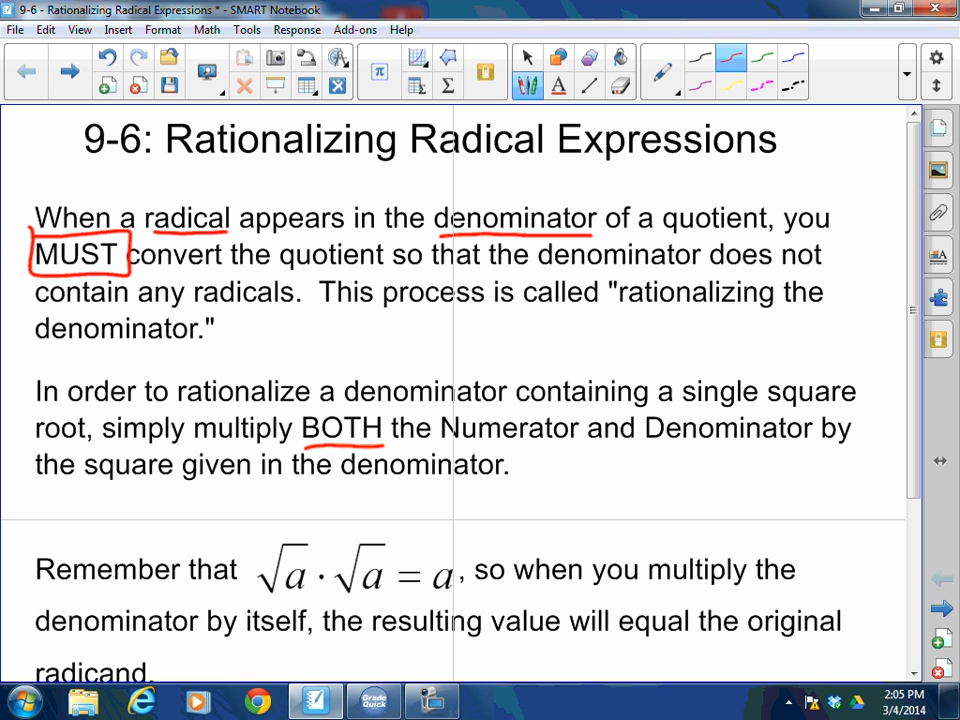 9-6 - Rationalizing Radical Expressions * - SMART Notebook
File Edit View Insert Format Math Tools Response Add-ons Help
9-6: Rationalizing Radical Expressions
When a radical appears in the denominator of a quotient, you
MUST convert the quotient so that the denominator does not
contain any radicals. This process is called "rationalizing the
denominator."
In order to rationalize a denominator containing a single square
root, simply multiply BOTH the Numerator and Denominator by
the square given in the denominator.
Remember that √a · √a = a, so when you multiply the
denominator by itself, the resulting value will equal the original
radicand.
Grade
Quick
2:05 PM
3/4/2014